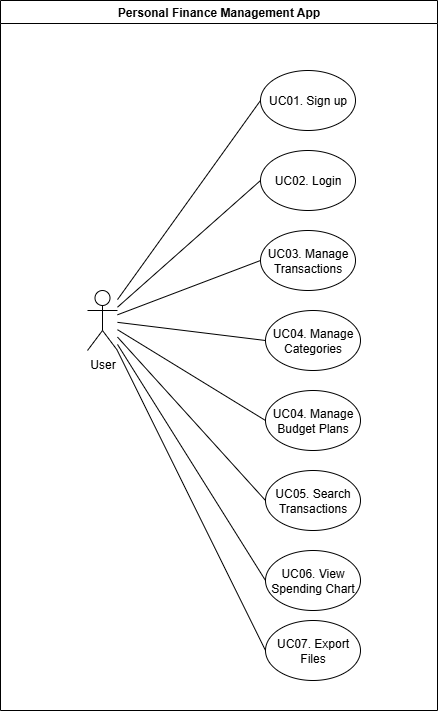 Personal Finance Management App
UC01. Sign up
UC02. Login
UC03. Manage
Transactions
UC04. Manage
Categories
User
UC04. Manage
Budget Plans
UC05. Search
Transactions
UC06. View
Spending Chart
UC07. Export
Files